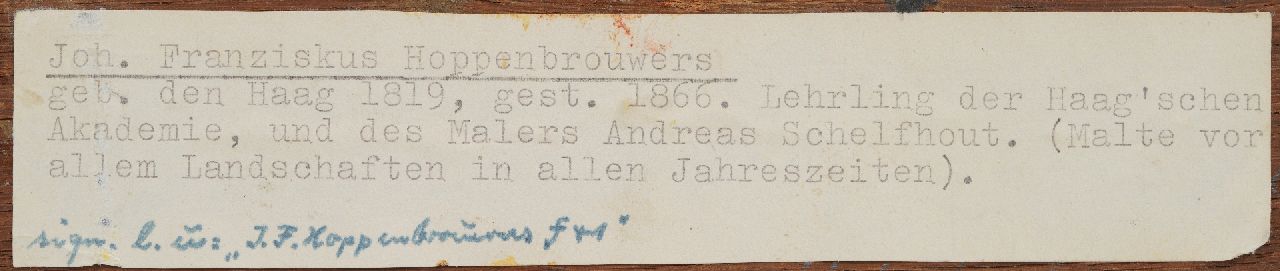 Joh. Franziskus Hoppenbrouwers
geb. den Haag 1819, gest. 1866. Lehrling der Haag'schen
Akademie, und des Malers Andreas Schelfhout. (Malte vor
allem Landschaften in allen Jahreszeiten).
sign. l. u: „J. F. Hoppenbrouwers